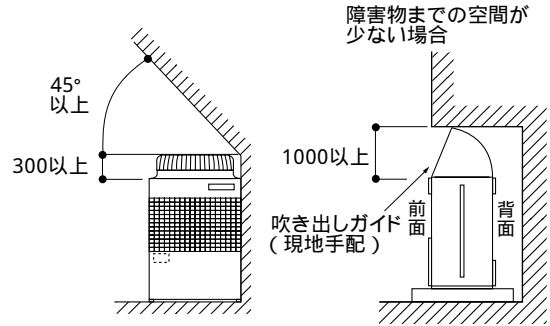 障害物までの空間が
少ない場合
45°
以上
300以上
1000以上
吹き出しガイド
(現地手配)
前面
背面